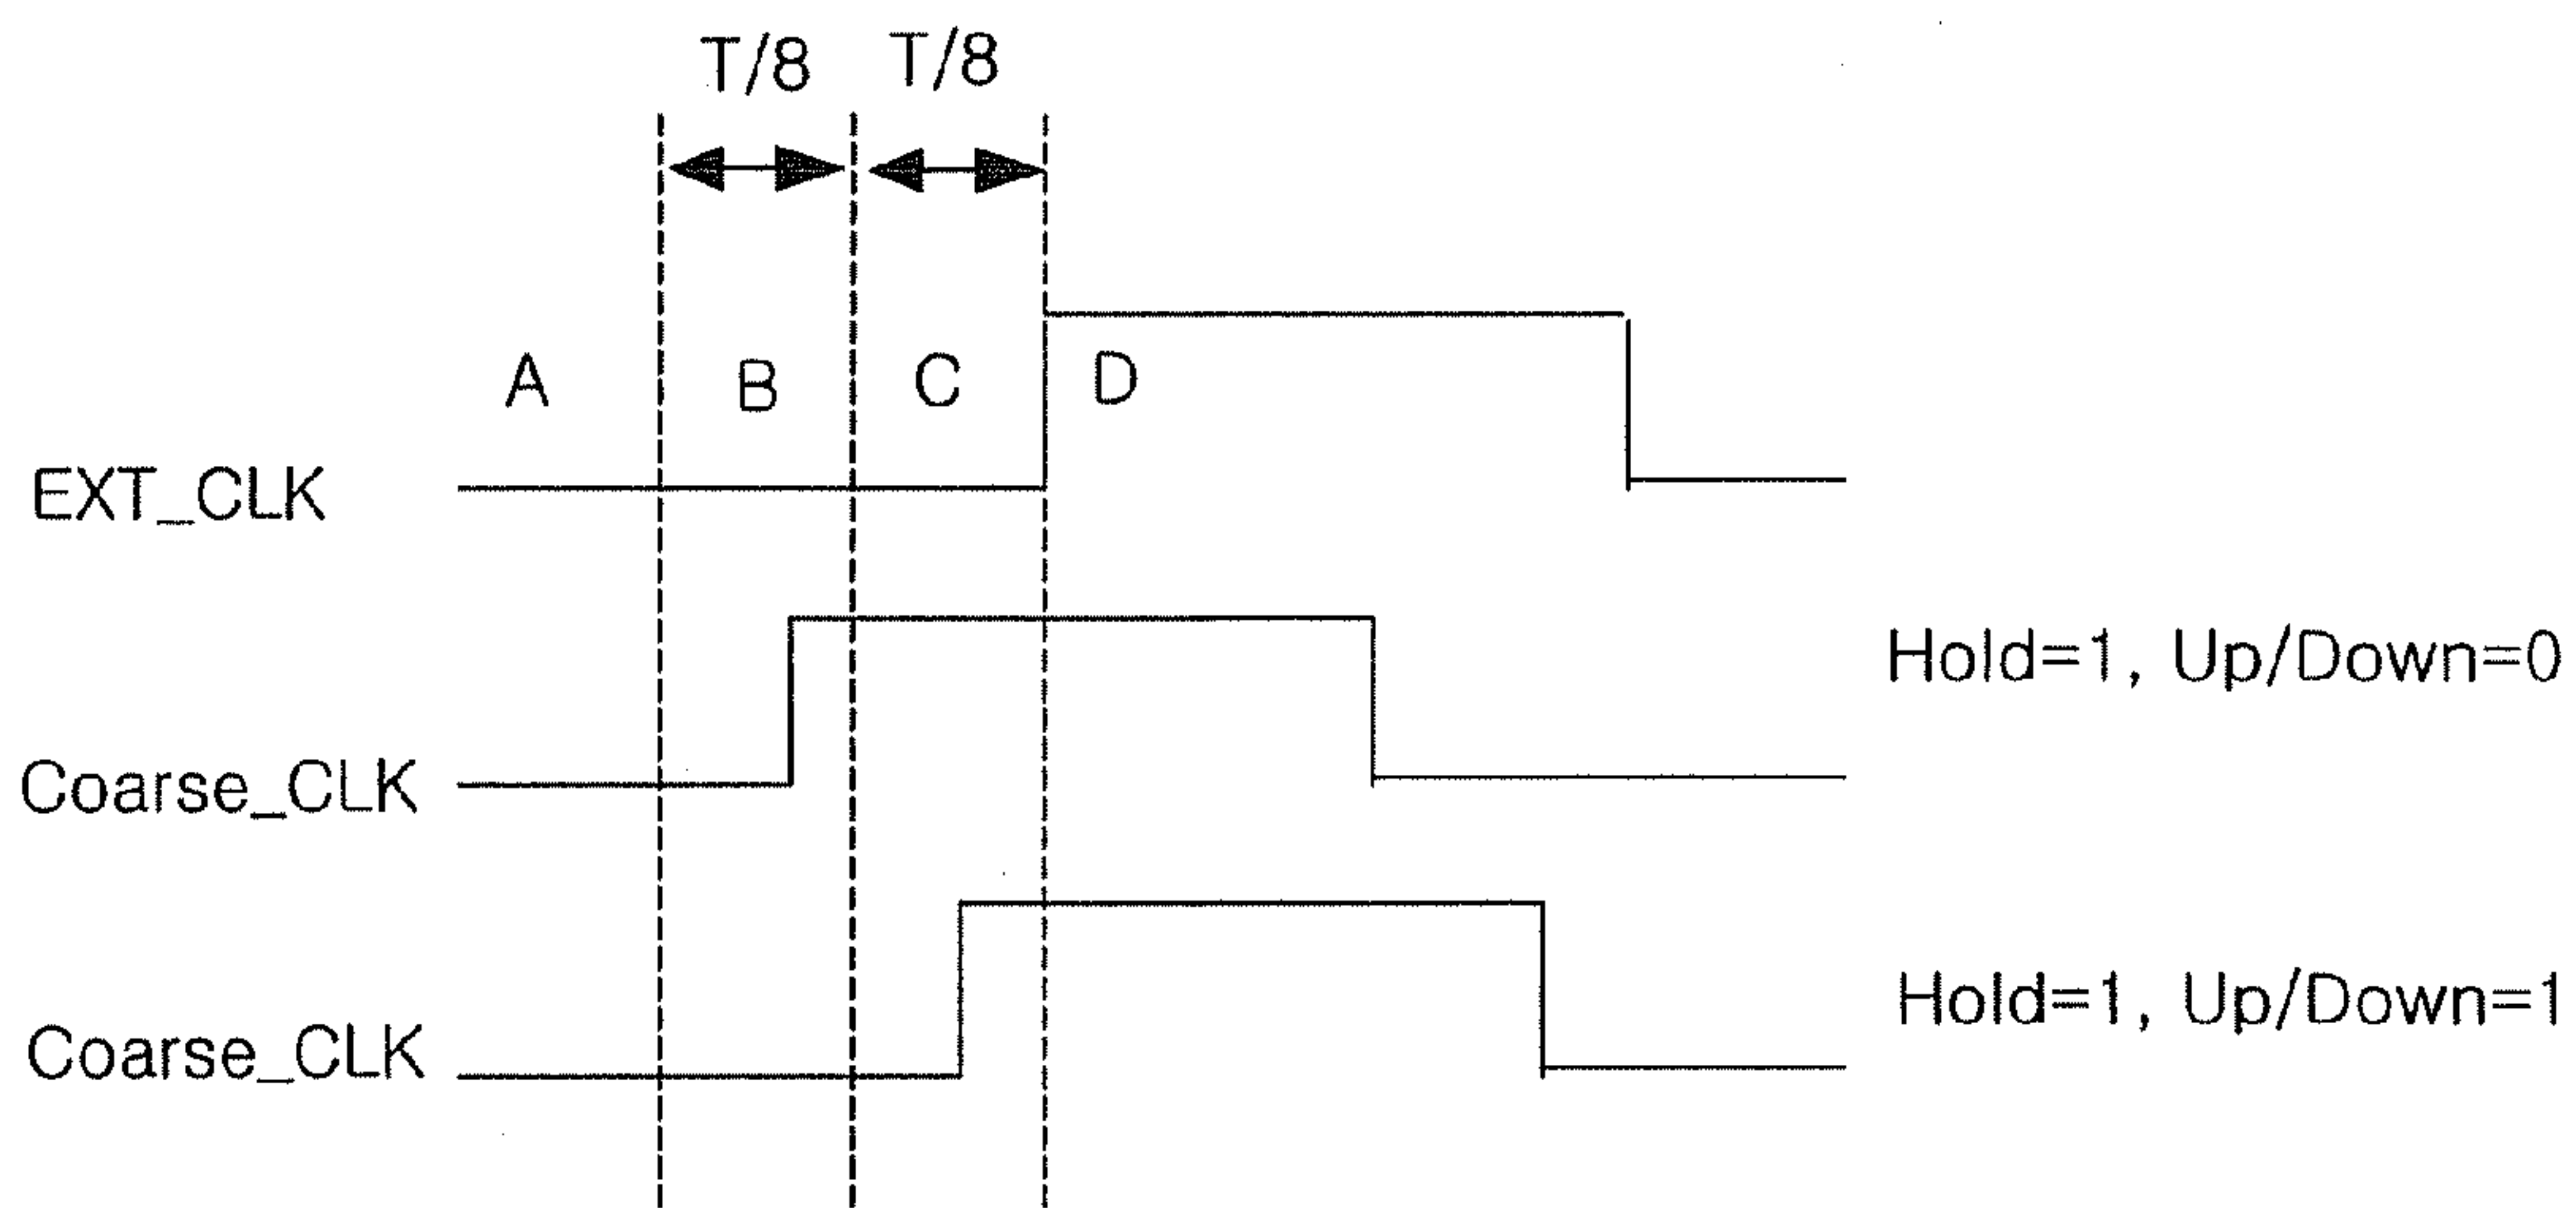 T/8 T/8
A B C D
EXT_CLK
Hold=1, Up/Down=0
Coarse_CLK
Hold=1, Up/Down=1
Coarse_CLK